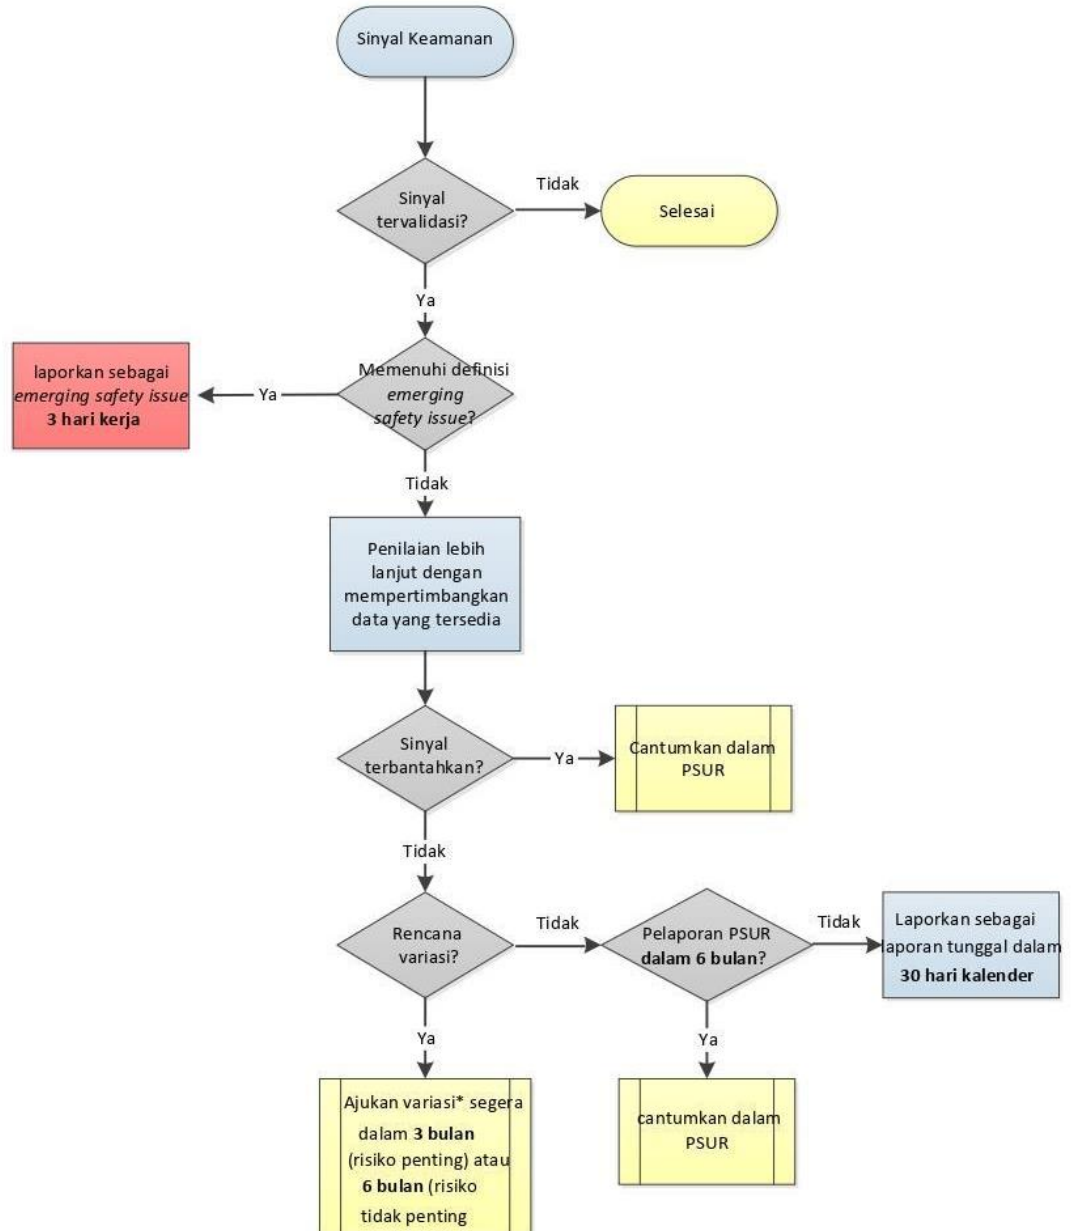 Sinyal Keamanan
Sinyal
tervalidasi?
Tidak
Selesai
Ya
Memenuhi definisi
emerging
safety issue?
Ya
laporkan sebagai
emerging safety issue
3 hari kerja
Tidak
Penilaian lebih
lanjut dengan
mempertimbangkan
data yang tersedia
Sinyal
terbantahkan?
Ya
Cantumkan dalam
PSUR
Tidak
Rencana
variasi?
Tidak
Pelaporan PSUR
dalam 6 bulan?
Tidak
Laporkan sebagai
laporan tunggal dalam
30 hari kalender
Ya
Ya
Ajukan variasi* segera
dalam 3 bulan
(risiko penting) atau
6 bulan (risiko
tidak penting
cantumkan dalam
PSUR